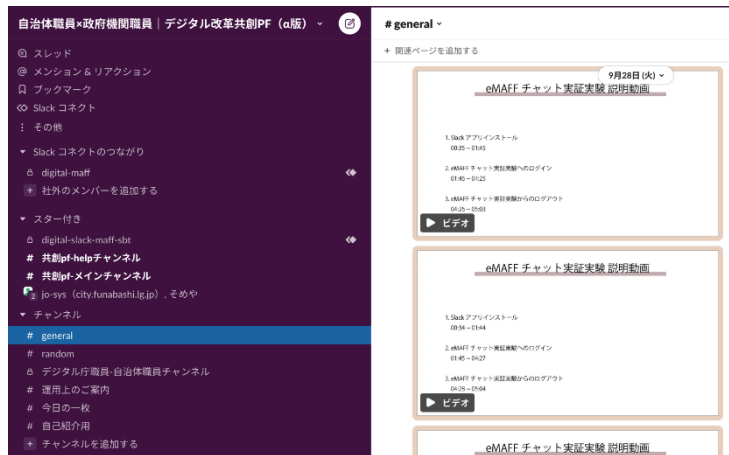 自治体職員×政府機関職員｜デジタル改革共創PF（α版）
スレッド
メンション & リアクション
ブックマーク
Slack コネクト
その他
Slack コネクトのつながり
digital-maff
社外のメンバーを追加する
スター付き
digital-slack-maff-sbt
# 共創pf-helpチャンネル
# 共創pf-メインチャンネル
2 jo-sys（city.funabashi.lg.jp）, そめや
チャンネル
# general
# random
デジタル庁職員-自治体職員チャンネル
# 運用上のご案内
# 今日の一枚
# 自己紹介用
+ チャンネルを追加する
# general
+ 関連ページを追加する
9月28日 (火)
eMAFF チャット実証実験 説明動画
1. Slack アプリインストール
00:35 – 01:45
2. eMAFF チャット実証実験へのログイン
01:45 – 04:25
3. eMAFF チャット実証実験からのログアウト
04:25 – 05:03
ビデオ
eMAFF チャット実証実験 説明動画
1. Slack アプリインストール
00:34 – 01:44
2. eMAFF チャット実証実験へのログイン
01:45 – 04:27
3. eMAFF チャット実証実験からのログアウト
04:28 – 05:04
ビデオ
eMAFF チャット実証実験 説明動画